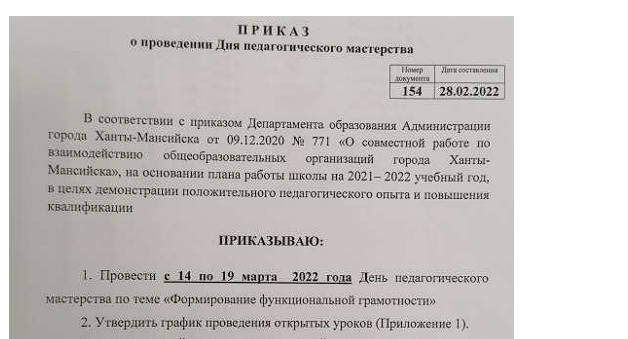 ПРИКАЗ
о проведении Дня педагогического мастерства
Номер документа Дата составления
154 28.02.2022
В соответствии с приказом Департамента образования Администрации
города Ханты-Мансийска от 09.12.2020 № 771 «О совместной работе по
взаимодействию общеобразовательных организаций города Ханты-
Мансийска», на основании плана работы школы на 2021– 2022 учебный год,
в целях демонстрации положительного педагогического опыта и повышения
квалификации
ПРИКАЗЫВАЮ:
1. Провести с 14 по 19 марта 2022 года День педагогического
мастерства по теме «Формирование функциональной грамотности»
2. Утвердить график проведения открытых уроков (Приложение 1).